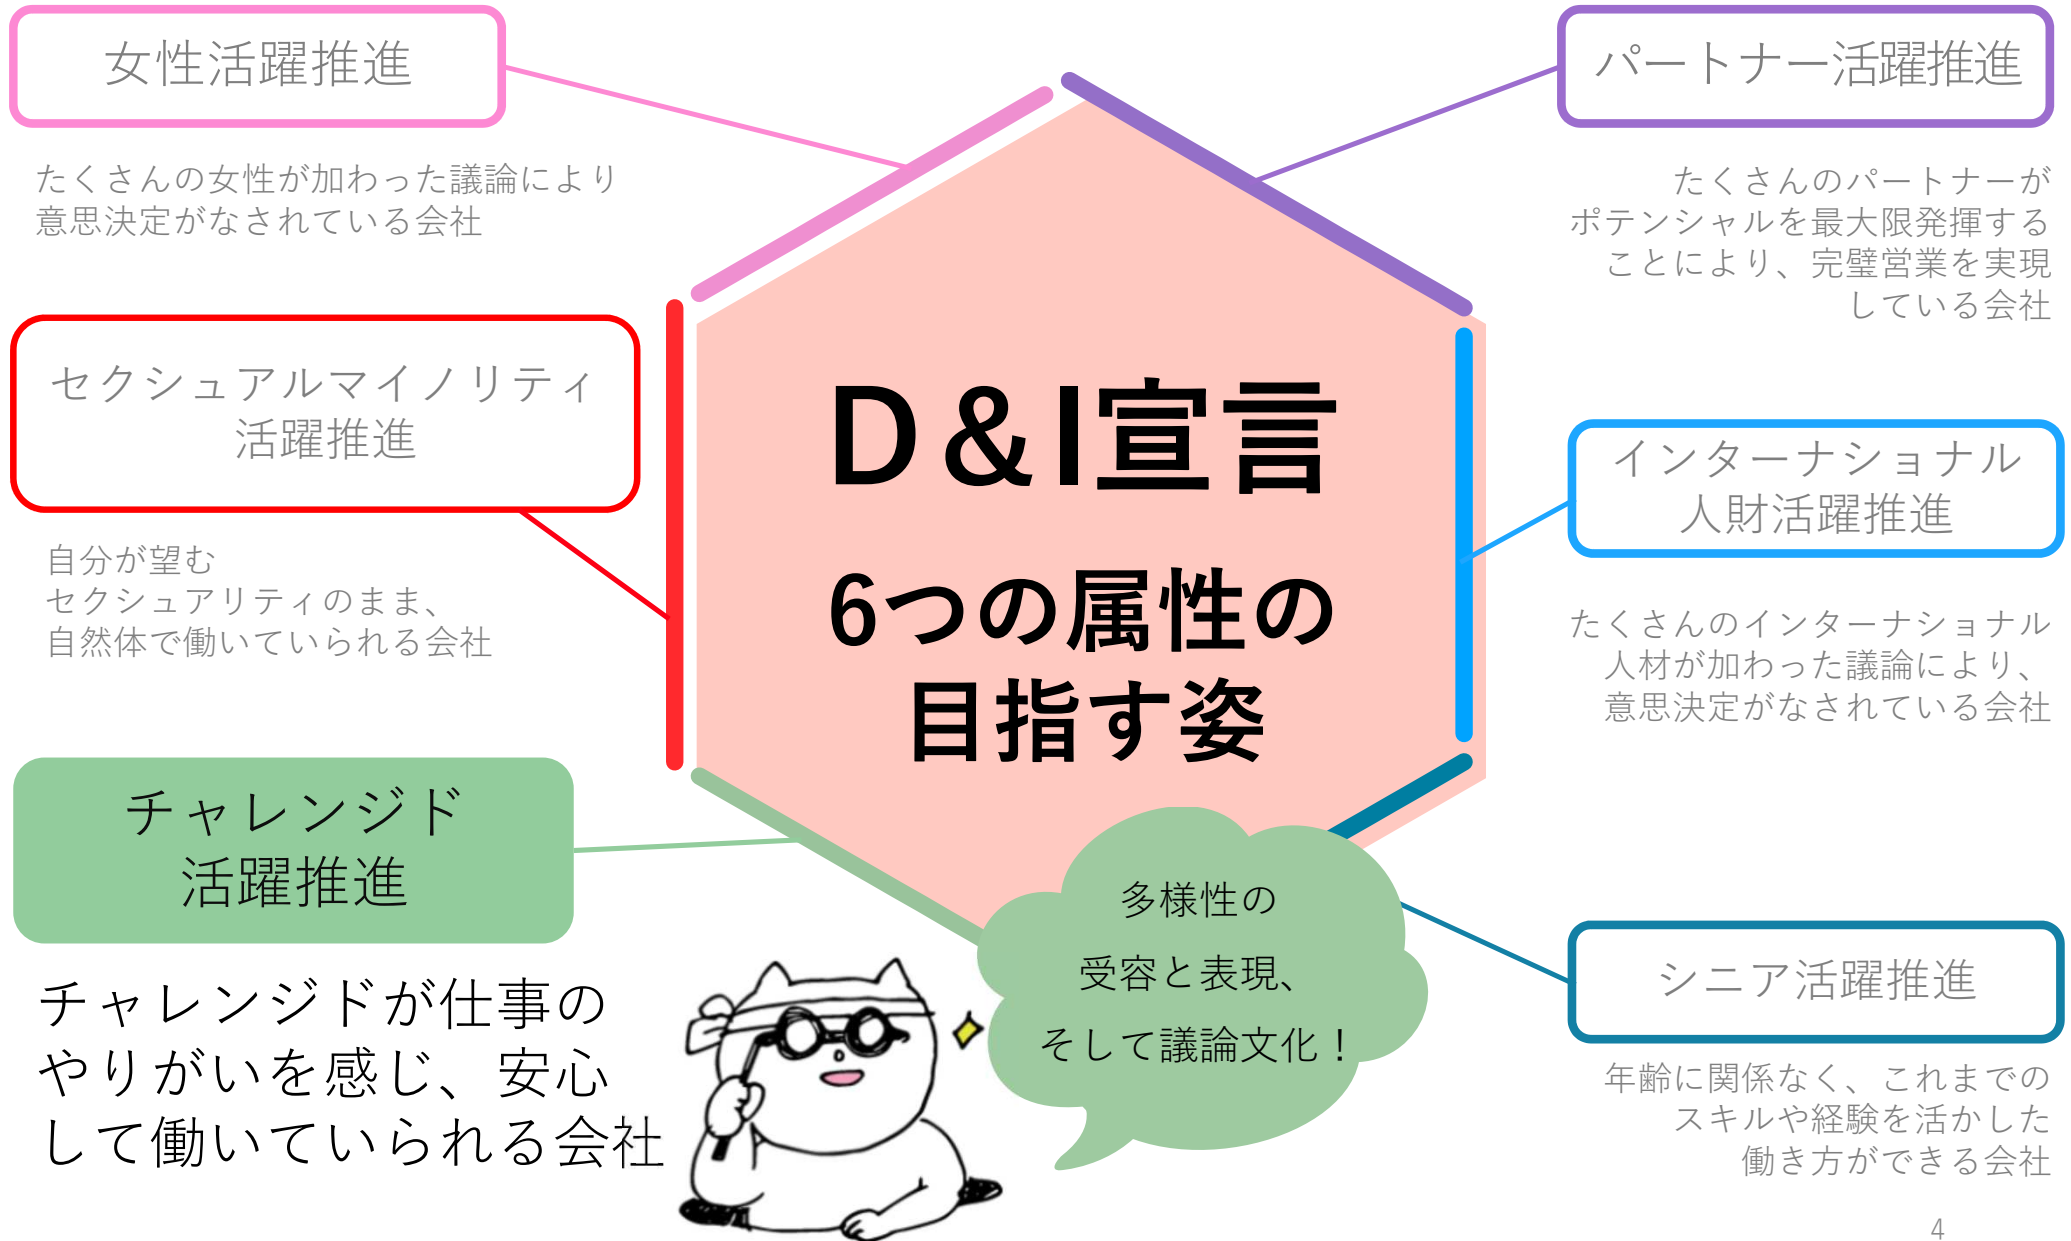 女性活躍推進
たくさんの女性が加わった議論により
意思決定がなされている会社
セクシュアルマイノリティ
活躍推進
自分が望む
セクシュアリティのまま、
自然体で働いていられる会社
チャレンジド
活躍推進
チャレンジドが仕事の
やりがいを感じ、安心
して働いていられる会社
D&I宣言
6つの属性の
目指す姿
多様性の
受容と表現、
そして議論文化！
パートナー活躍推進
たくさんのパートナーが
ポテンシャルを最大限発揮する
ことにより、完璧営業を実現
している会社
インターナショナル
人財活躍推進
たくさんのインターナショナル
人材が加わった議論により、
意思決定がなされている会社
シニア活躍推進
年齢に関係なく、これまでの
スキルや経験を活かした
働き方ができる会社
4